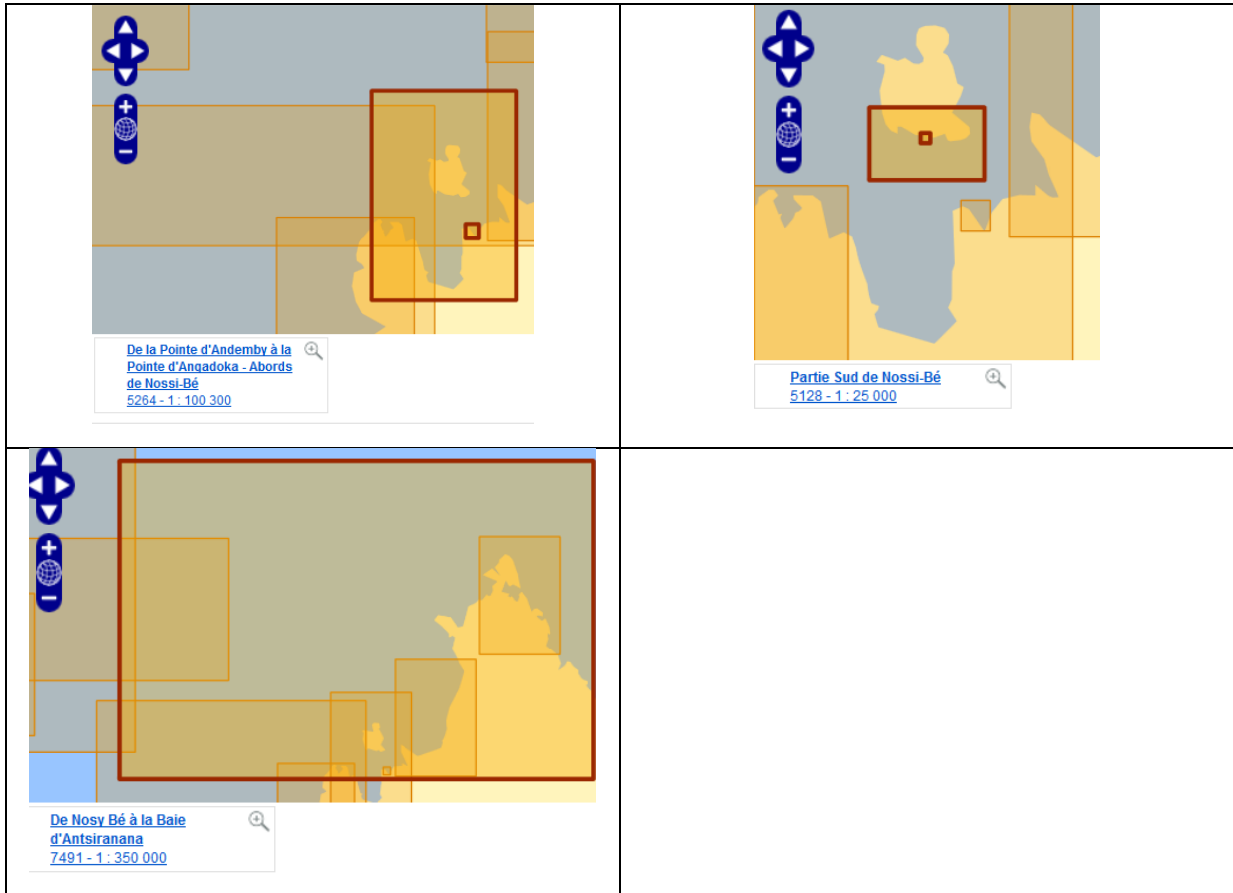 De la Pointe d'Andemby à la
Pointe d'Angadoka - Abords
de Nossi-Bé
5264 - 1 : 100 300
Partie Sud de Nossi-Bé
5128 - 1 : 25 000
De Nosy Bé à la Baie
d'Antsiranana
7491 - 1 : 350 000